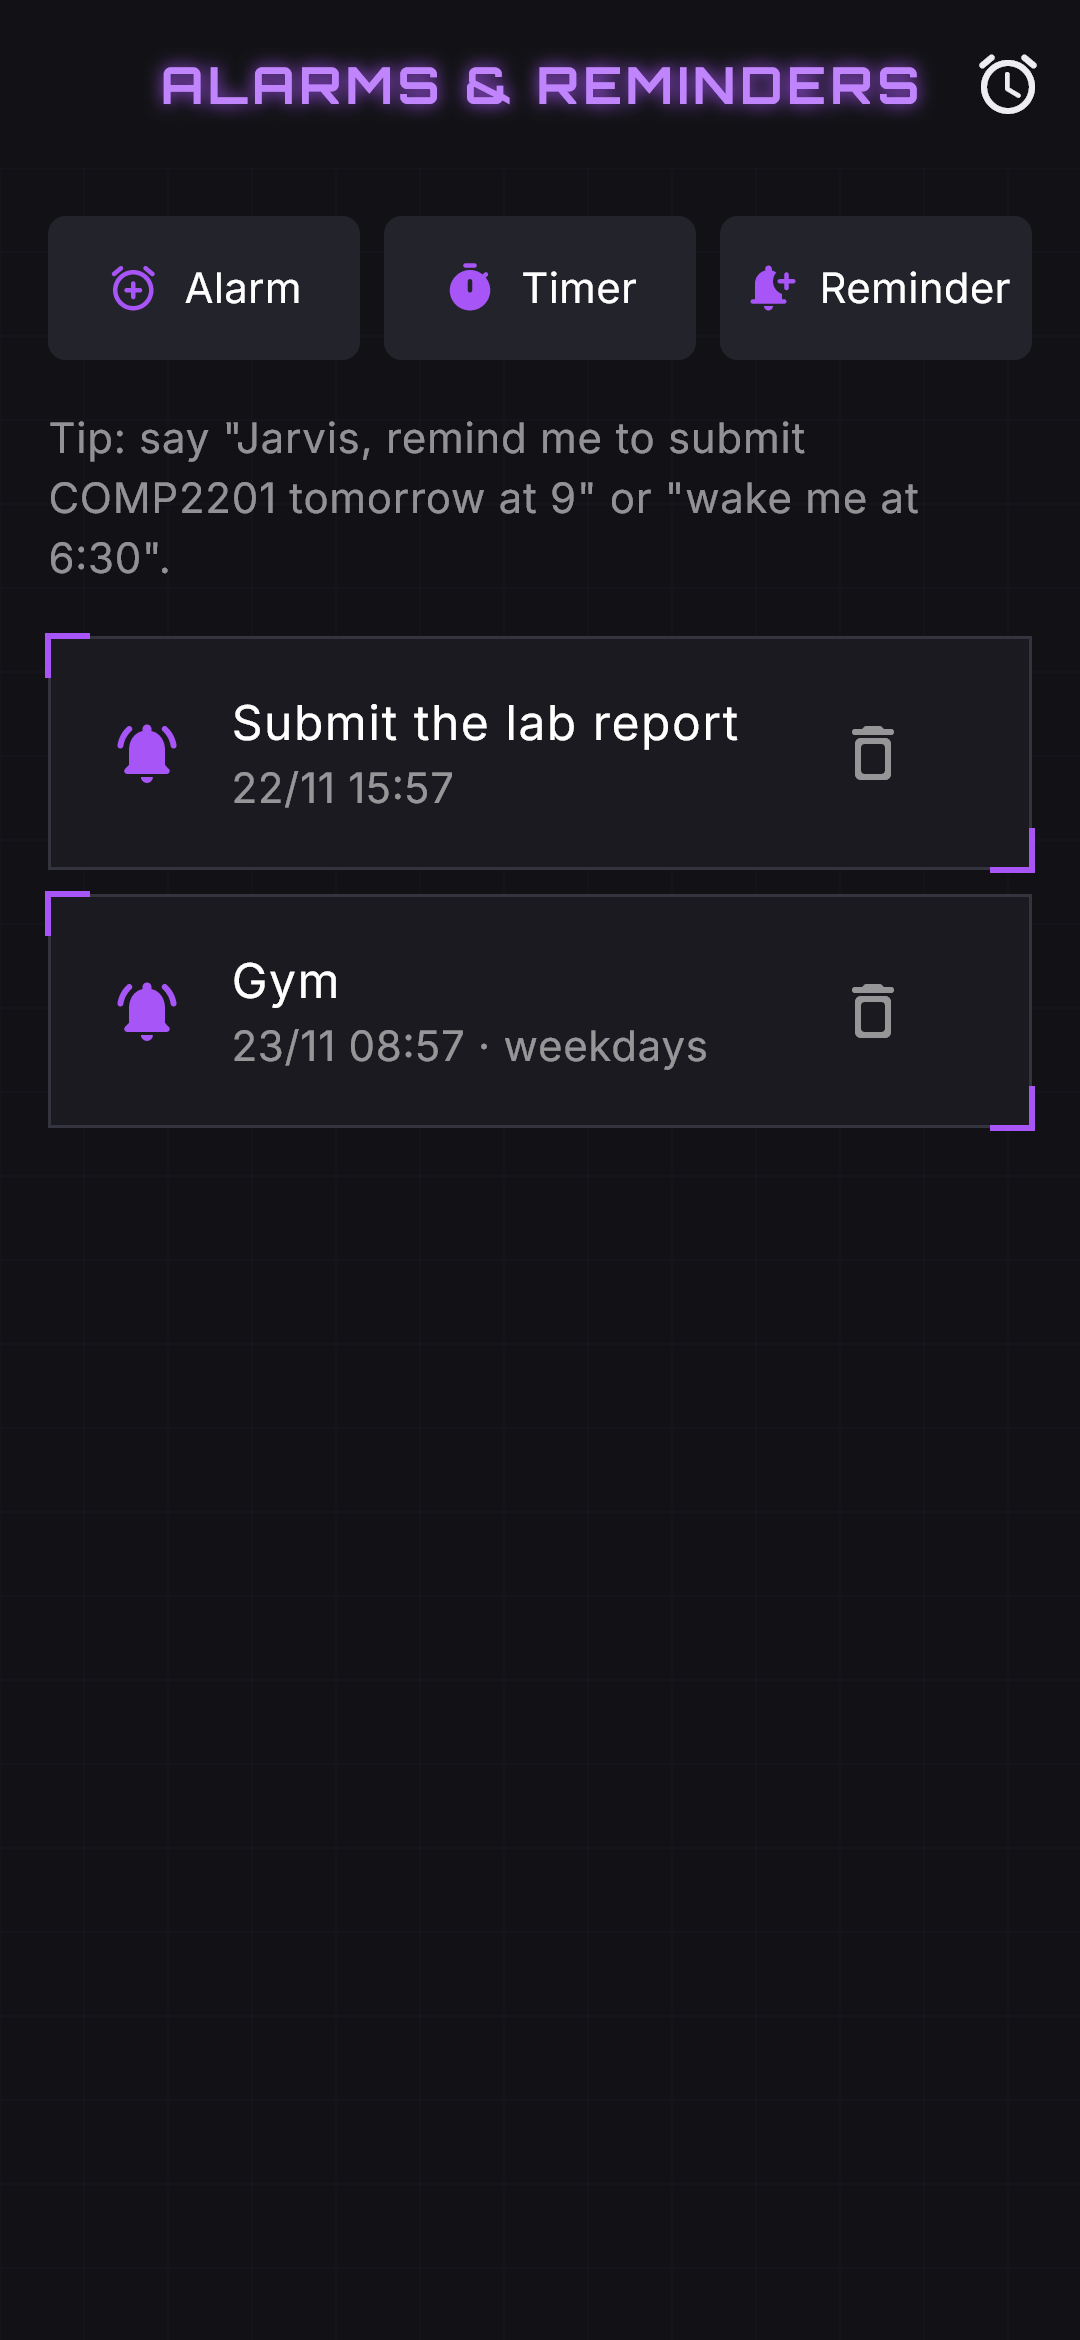 ALARMS & REMINDERS
Alarm
Timer
Reminder
Tip: say "Jarvis, remind me to submit
COMP2201 tomorrow at 9" or "wake me at
6:30".
Submit the lab report
22/11 15:57
Gym
23/11 08:57 · weekdays